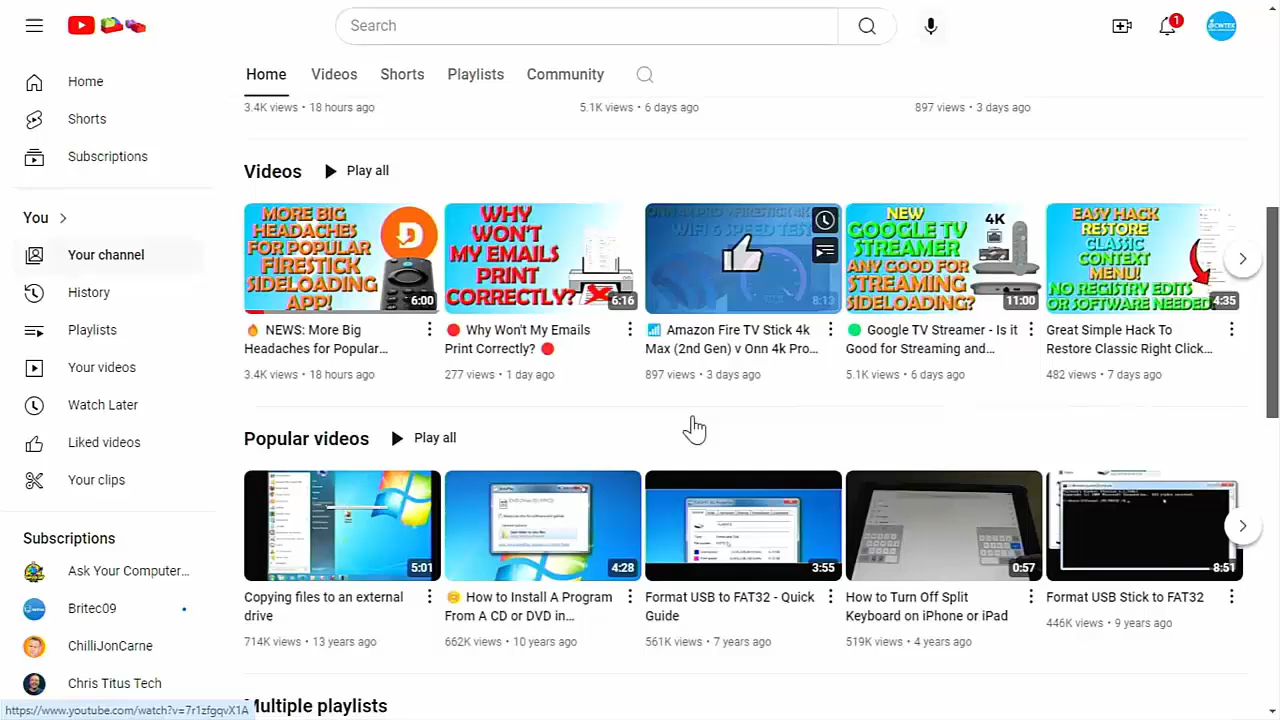 Search
1
Home
Videos
Shorts
Playlists
Community
Home
Shorts
Subscriptions
You
Your channel
History
Playlists
Your videos
Watch Later
Liked videos
Your clips
Subscriptions
Ask Your Computer...
Britec09
ChilliJonCarne
Chris Titus Tech
3.4K views • 18 hours ago
5.1K views • 6 days ago
897 views • 3 days ago
Videos
Play all
MORE BIG
HEADACHES
FOR POPULAR
FIRESTICK
SIDELOADING
APP!
6:00
NEWS: More Big
Headaches for Popular...
3.4K views • 18 hours ago
WHY
WON'T
MY EMAILS
PRINT
CORRECTLY?
6:16
Why Won't My Emails
Print Correctly?
277 views • 1 day ago
ONN 4K PRO V FIRESTICK 4K
WIFI 6 SPEED TEST
8:13
Amazon Fire TV Stick 4k
Max (2nd Gen) v Onn 4k Pro...
897 views • 3 days ago
NEW
GOOGLE TV
STREAMER
ANY GOOD FOR
STREAMING
SIDELOADING?
4K
11:00
Google TV Streamer - Is it
Good for Streaming and...
5.1K views • 6 days ago
EASY HACK
RESTORE
CLASSIC
CONTEXT
MENU!
NO REGISTRY EDITS
OR SOFTWARE NEEDED
4:35
Great Simple Hack To
Restore Classic Right Click...
482 views • 7 days ago
Popular videos
Play all
5:01
Copying files to an external
drive
714K views • 13 years ago
4:28
How to Install A Program
From A CD or DVD in...
662K views • 10 years ago
3:55
Format USB to FAT32 - Quick
Guide
561K views • 7 years ago
0:57
How to Turn Off Split
Keyboard on iPhone or iPad
519K views • 4 years ago
8:51
Format USB Stick to FAT32
446K views • 9 years ago
Multiple playlists
https://www.youtube.com/watch?v=7r1zfgqvX1A